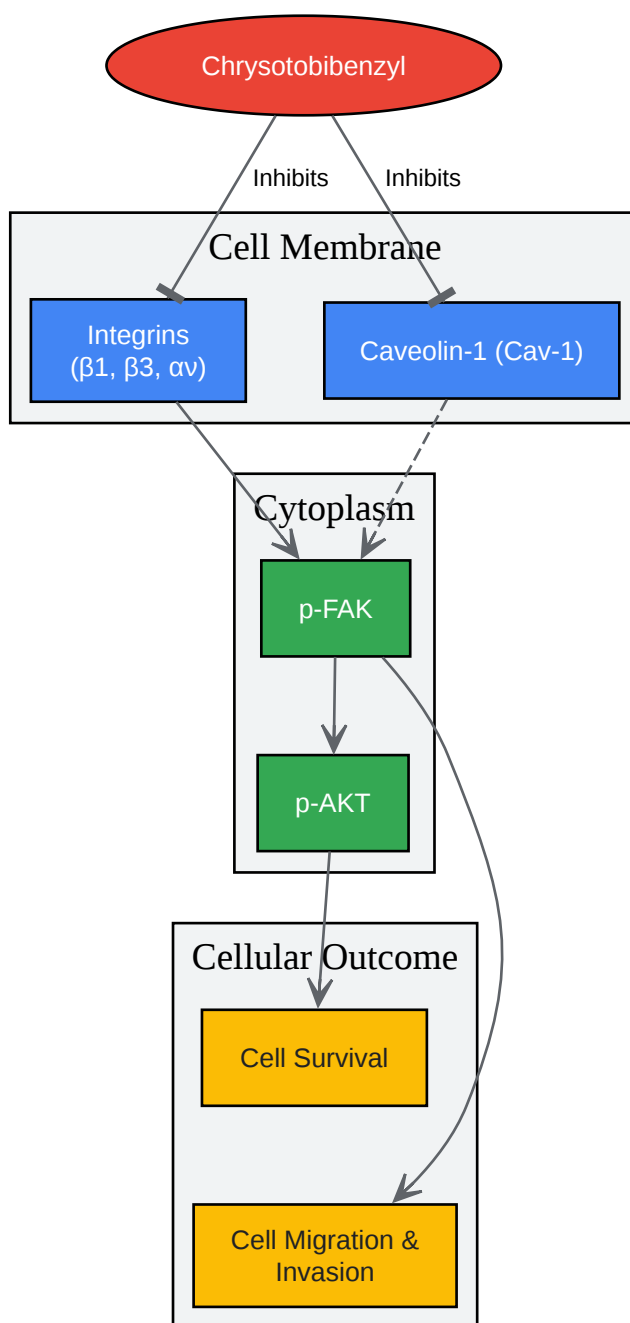 Chrysotobibenzyl
Inhibits
Inhibits
Cell Membrane
Integrins
(β1, β3, αν)
Caveolin-1 (Cav-1)
Cytoplasm
p-FAK
p-AKT
Cellular Outcome
Cell Survival
Cell Migration &
Invasion